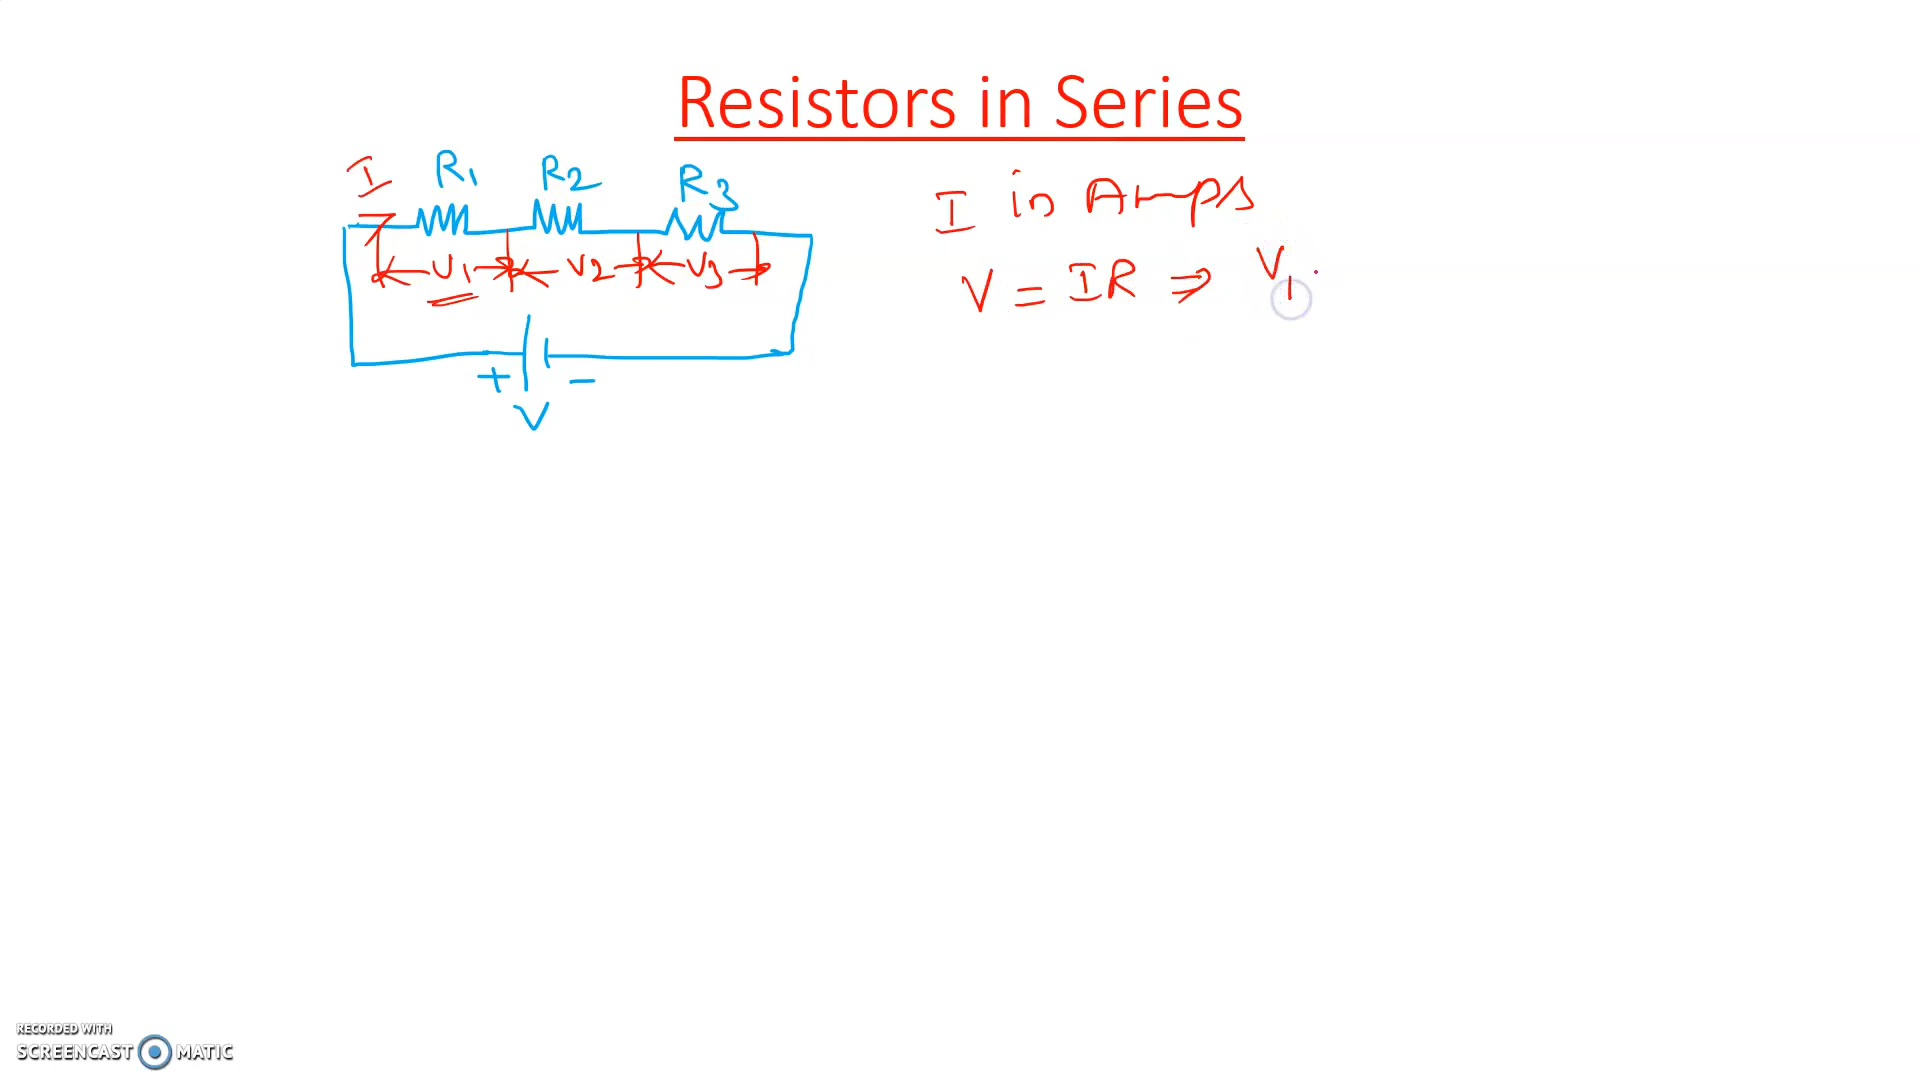 Resistors in Series
I R1 R2 R3
V1 V2 V3
+ -
V
I in Amps
V = IR ⇒ V1
RECORDED WITH
SCREENCAST MATIC